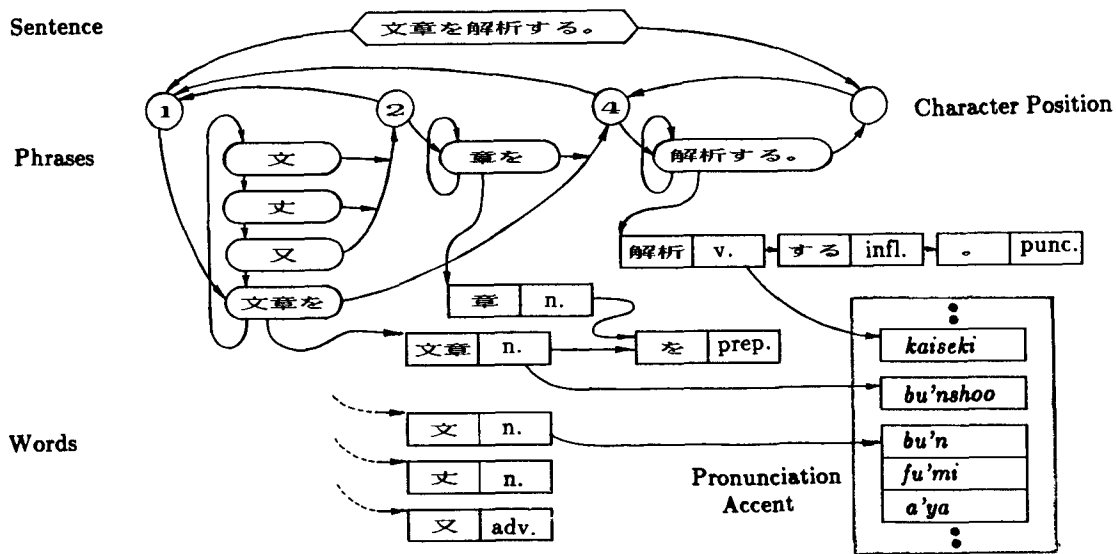 Sentence
文章を解析する。
1
2
4
Character Position
Phrases
文
丈
又
文章を
章を
解析する。
解析 v. する infl. 。 punc.
章 n.
文章 n. を prep.
Words
文 n.
丈 n.
又 adv.
Pronunciation
Accent
kaiseki
bu'nshoo
bu'n
fu'mi
a'ya